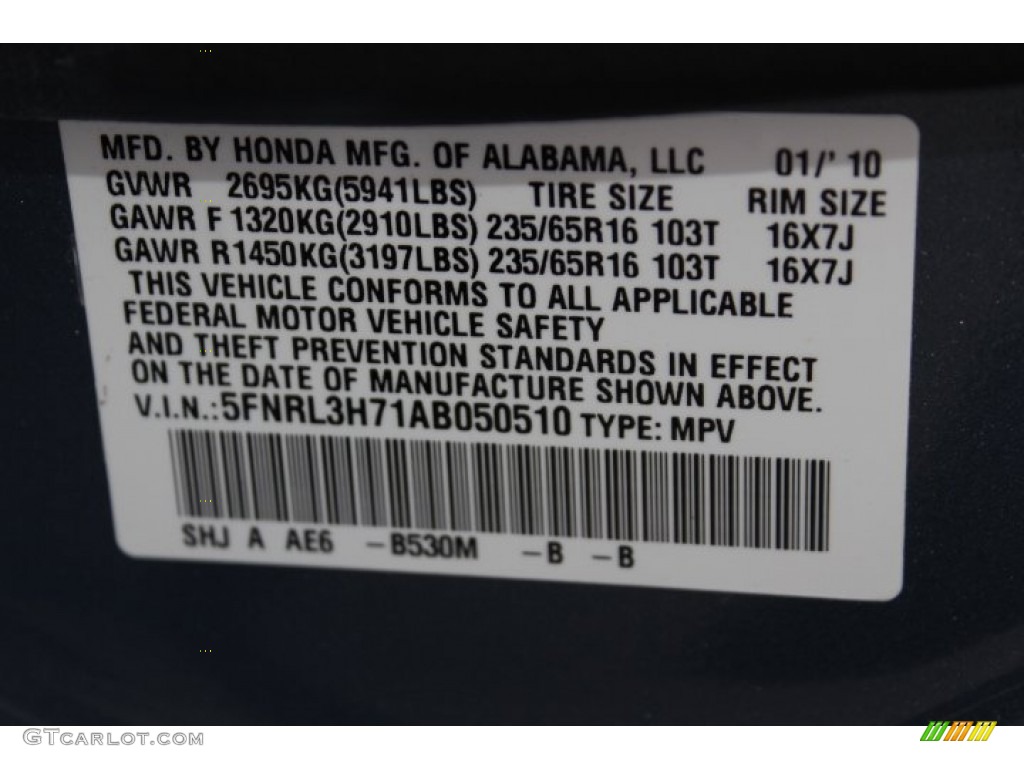 MFD. BY HONDA MFG. OF ALABAMA, LLC 01/' 10
GVWR 2695KG(5941LBS) TIRE SIZE RIM SIZE
GAWR F 1320KG(2910LBS) 235/65R16 103T 16X7J
GAWR R1450KG(3197LBS) 235/65R16 103T 16X7J
THIS VEHICLE CONFORMS TO ALL APPLICABLE
FEDERAL MOTOR VEHICLE SAFETY
AND THEFT PREVENTION STANDARDS IN EFFECT
ON THE DATE OF MANUFACTURE SHOWN ABOVE.
V.I.N.:5FNRL3H71AB050510 TYPE: MPV
SHJ A AE6 -B530M -B -B
GTCARLOT.COM